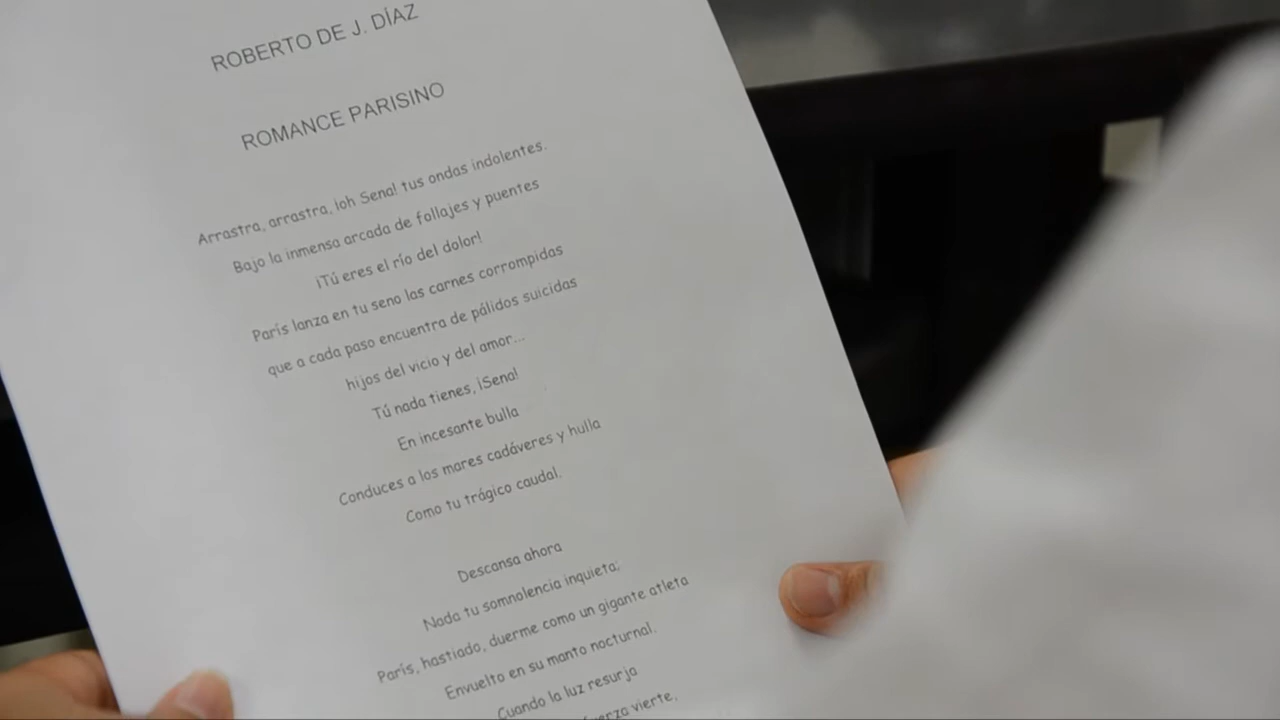 ROBERTO DE J. DÍAZ
ROMANCE PARISINO
Arrastra, arrastra, ¡oh Sena! tus ondas indolentes.
Bajo la inmensa arcada de follajes y puentes
¡Tú eres el río del dolor!
París lanza en tu seno las carnes corrompidas
que a cada paso encuentra de pálidos suicidas
hijos del vicio y del amor...
Tú nada tienes, ¡Sena!
En incesante bulla
Conduces a los mares cadáveres y hulla
Como tu trágico caudal.
Descansa ahora
Nada tu somnolencia inquieta;
París, hastiado, duerme como un gigante atleta
Envuelto en su manto nocturnal.
Cuando la luz resurja
vierte,